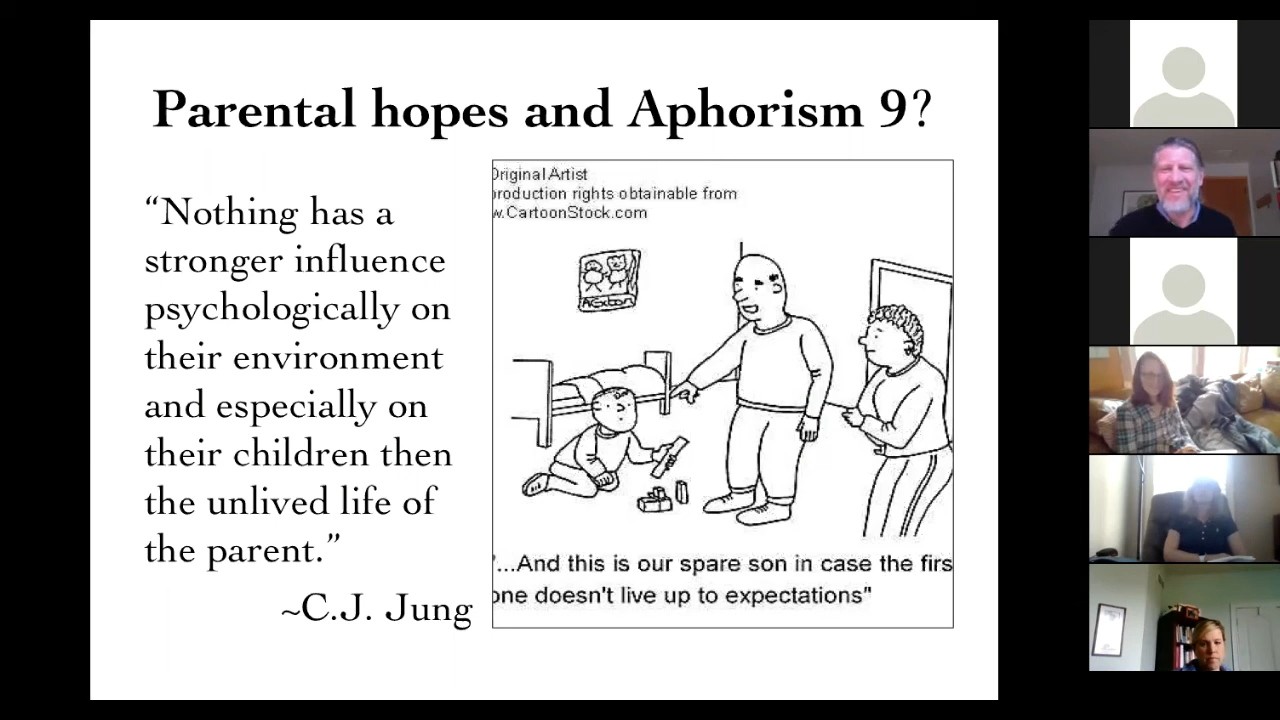 Parental hopes and Aphorism 9?
“Nothing has a
stronger influence
psychologically on
their environment
and especially on
their children then
the unlived life of
the parent.”
~C.J. Jung
Original Artist
production rights obtainable from
w.CartoonStock.com
"...And this is our spare son in case the firs
one doesn't live up to expectations"